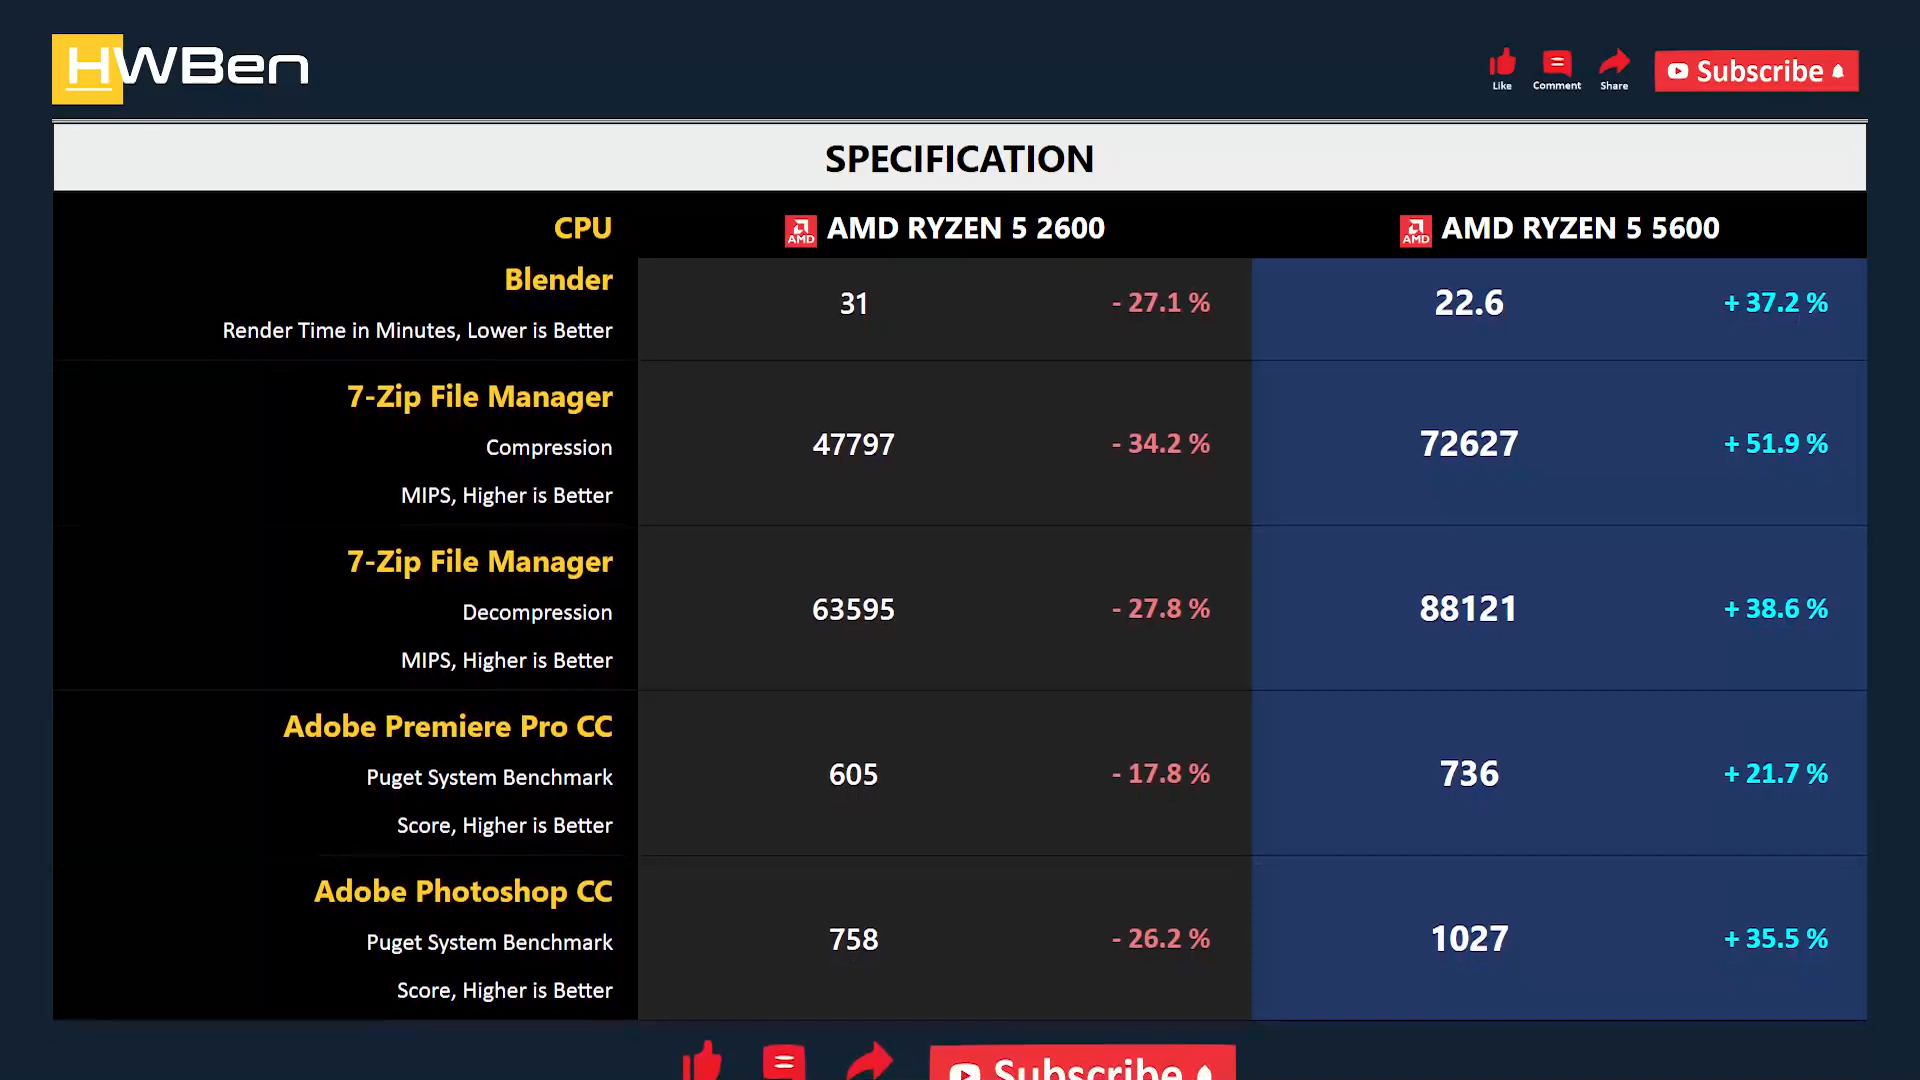 HWBen
Like
Comment
Share
Subscribe
SPECIFICATION
CPU
AMD AMD RYZEN 5 2600
AMD AMD RYZEN 5 5600
Blender
Render Time in Minutes, Lower is Better
31
- 27.1 %
22.6
+ 37.2 %
7-Zip File Manager
Compression
MIPS, Higher is Better
47797
- 34.2 %
72627
+ 51.9 %
7-Zip File Manager
Decompression
MIPS, Higher is Better
63595
- 27.8 %
88121
+ 38.6 %
Adobe Premiere Pro CC
Puget System Benchmark
Score, Higher is Better
605
- 17.8 %
736
+ 21.7 %
Adobe Photoshop CC
Puget System Benchmark
Score, Higher is Better
758
- 26.2 %
1027
+ 35.5 %
Subscribe